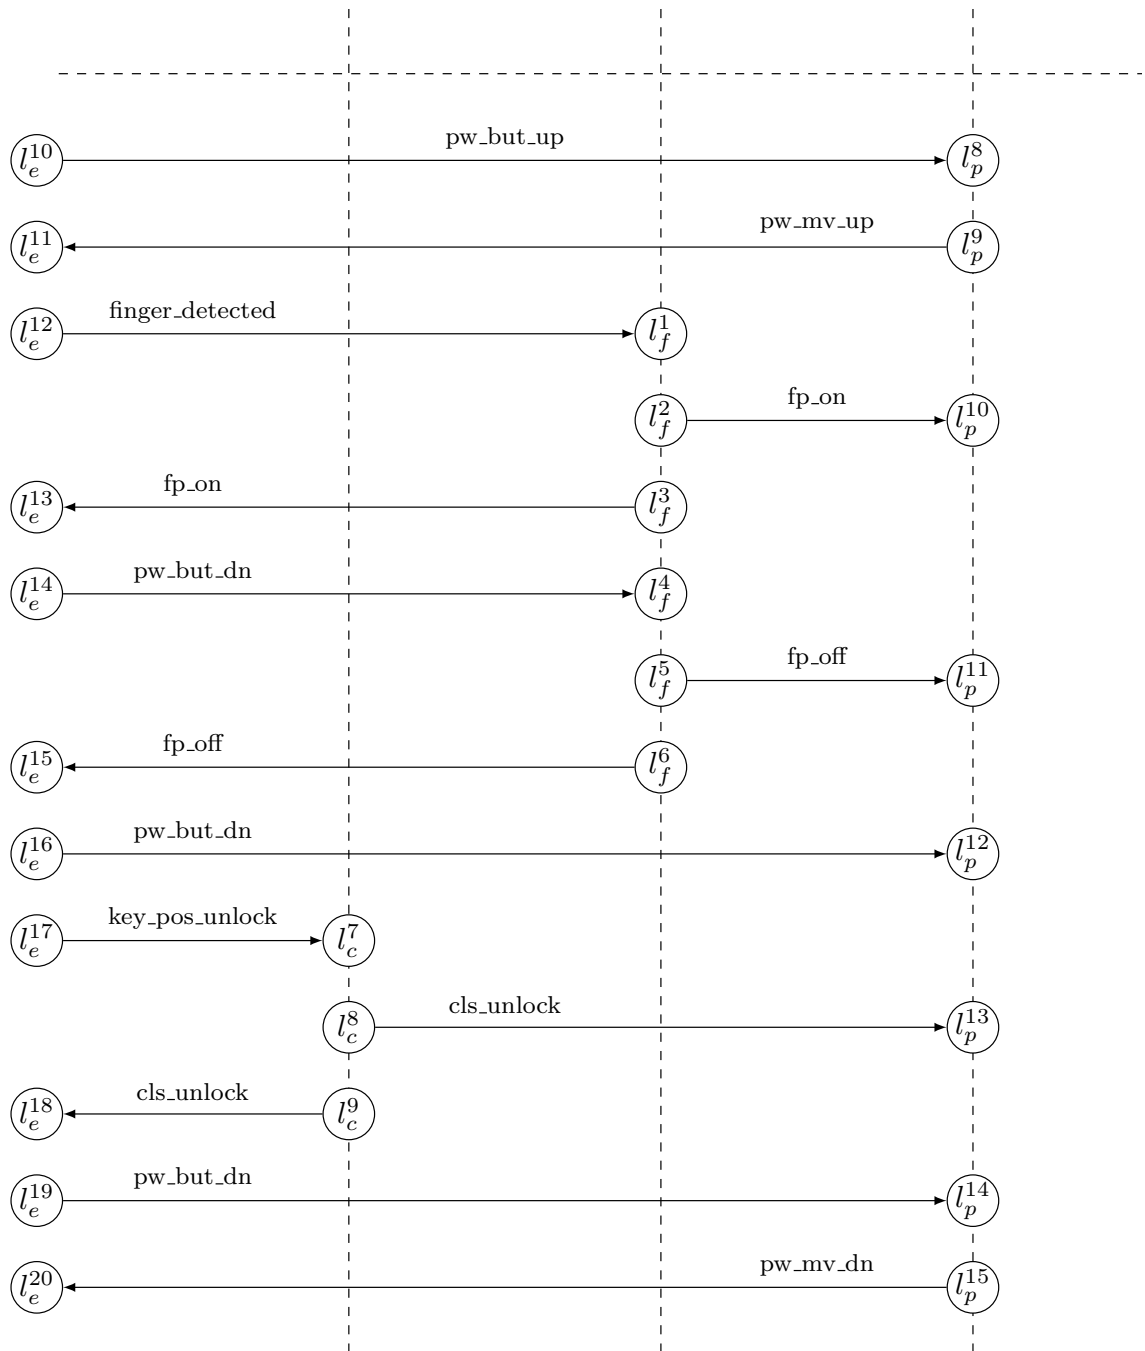 l_e^10 pw_but_up l_p^8
l_e^11 pw_mv_up l_p^9
l_e^12 finger_detected l_f^1
l_f^2 fp_on l_p^10
l_e^13 fp_on l_f^3
l_e^14 pw_but_dn l_f^4
l_f^5 fp_off l_p^11
l_e^15 fp_off l_f^6
l_e^16 pw_but_dn l_p^12
l_e^17 key_pos_unlock l_c^7
l_c^8 cls_unlock l_p^13
l_e^18 cls_unlock l_c^9
l_e^19 pw_but_dn l_p^14
l_e^20 pw_mv_dn l_p^15